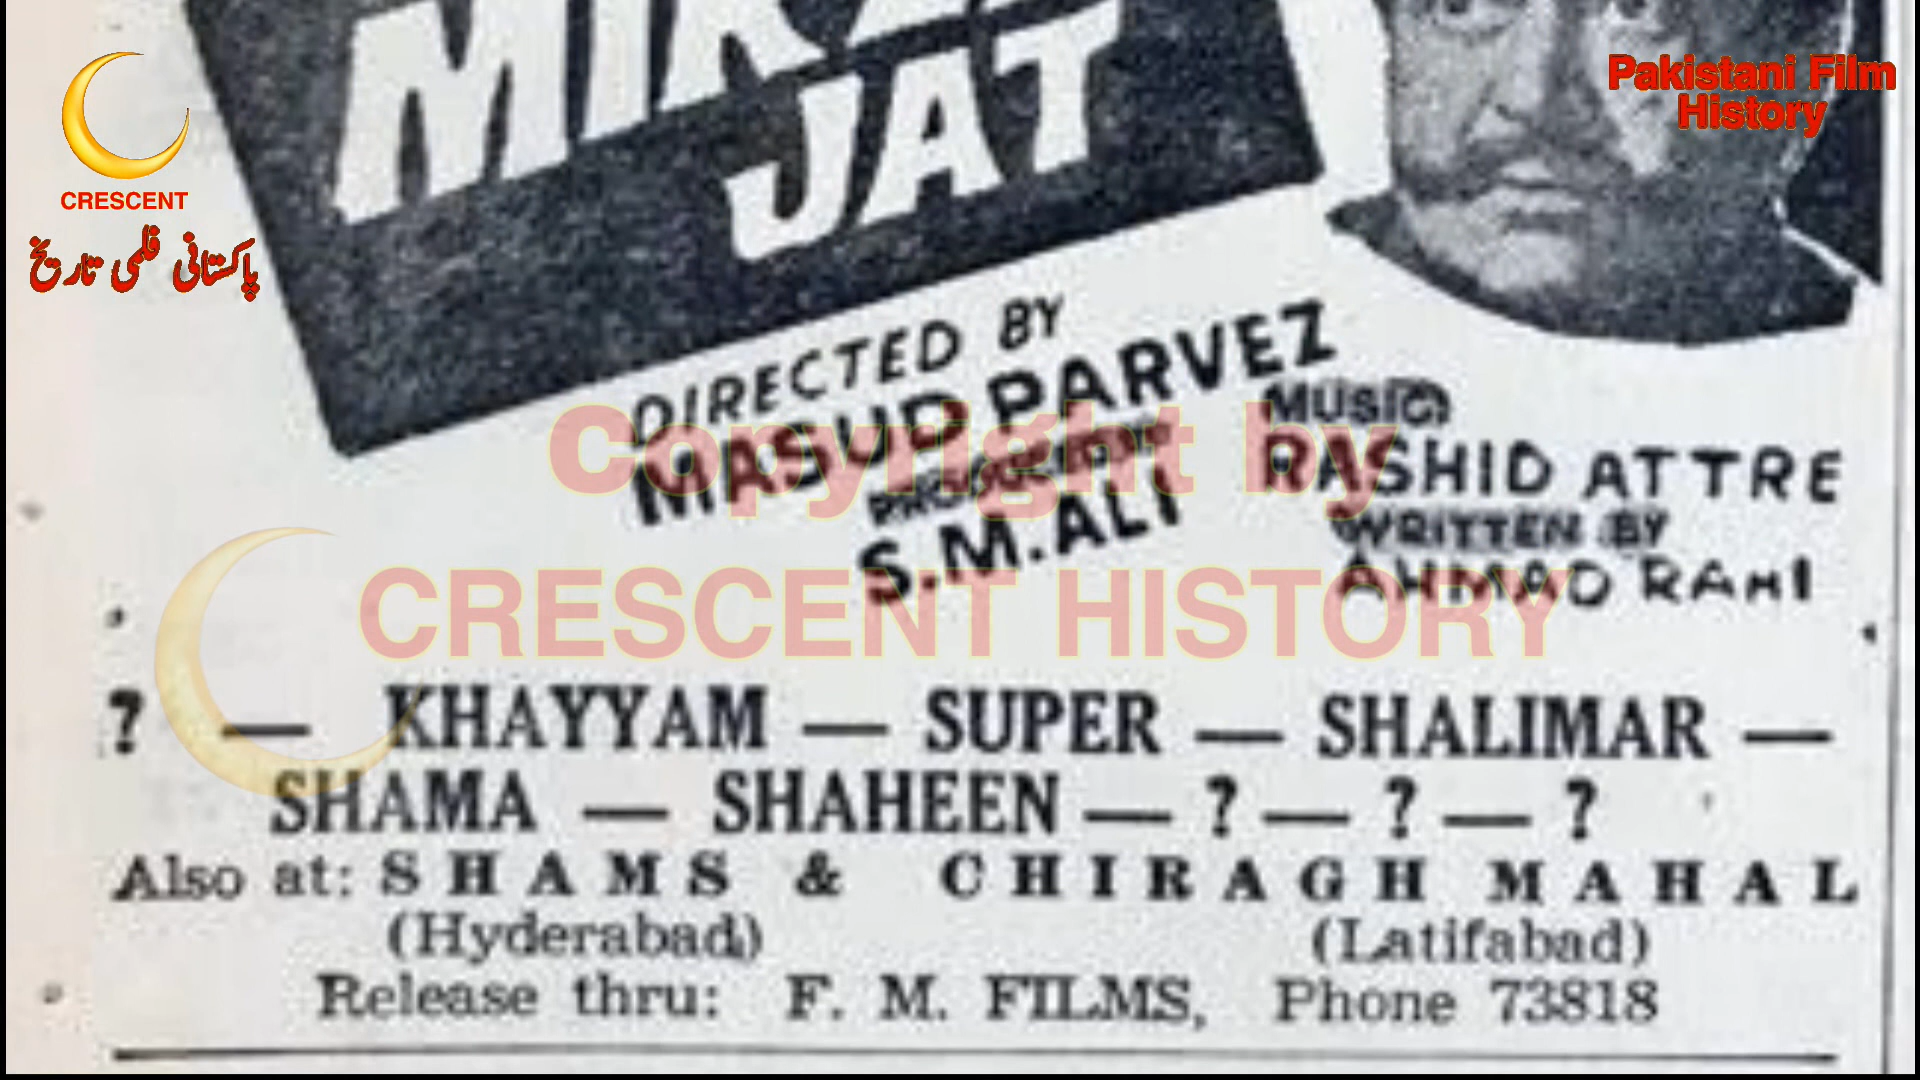 JAT
CRESCENT
پاکستانی فلمی تاریخ
Pakistani Film
History
DIRECTED BY
MASUD PARVEZ
PRODUCTION
S.M.ALI
MUSIC
RASHID ATTRE
WRITTEN BY
AHMAD RAHI
Copyright by
CRESCENT HISTORY
? — KHAYYAM — SUPER — SHALIMAR —
SHAMA — SHAHEEN — ? — ? — ?
Also at: SHAMS & CHIRAGH MAHAL
(Hyderabad) (Latifabad)
Release thru: F. M. FILMS, Phone 73818